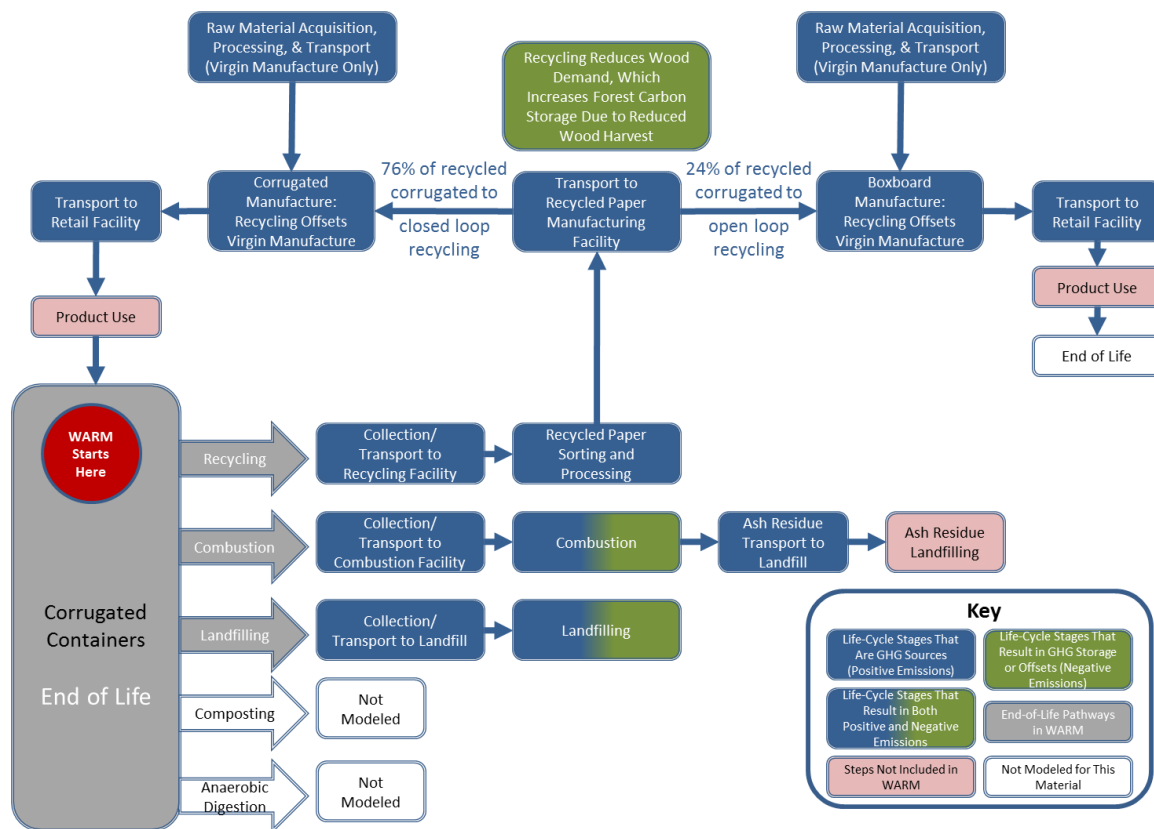 Raw Material Acquisition,
Processing, & Transport
(Virgin Manufacture Only)
Recycling Reduces Wood
Demand, Which
Increases Forest Carbon
Storage Due to Reduced
Wood Harvest
Raw Material Acquisition,
Processing, & Transport
(Virgin Manufacture Only)
Transport to
Retail Facility
Corrugated
Manufacture:
Recycling Offsets
Virgin Manufacture
76% of recycled
corrugated to
closed loop
recycling
Transport to
Recycled Paper
Manufacturing
Facility
24% of recycled
corrugated to
open loop
recycling
Boxboard
Manufacture:
Recycling Offsets
Virgin Manufacture
Transport to
Retail Facility
Product Use
Product Use
End of Life
WARM
Starts
Here
Corrugated
Containers
End of Life
Recycling
Collection/
Transport to
Recycling Facility
Recycled Paper
Sorting and
Processing
Combustion
Collection/
Transport to
Combustion Facility
Combustion
Ash Residue
Transport to
Landfill
Ash Residue
Landfilling
Landfilling
Collection/
Transport to Landfill
Landfilling
Composting
Not
Modeled
Anaerobic
Digestion
Not
Modeled
Key
Life-Cycle Stages That
Are GHG Sources
(Positive Emissions)
Life-Cycle Stages That
Result in GHG Storage
or Offsets (Negative
Emissions)
Life-Cycle Stages That
Result in Both
Positive and Negative
Emissions
End-of-Life Pathways
in WARM
Steps Not Included in
WARM
Not Modeled for This
Material